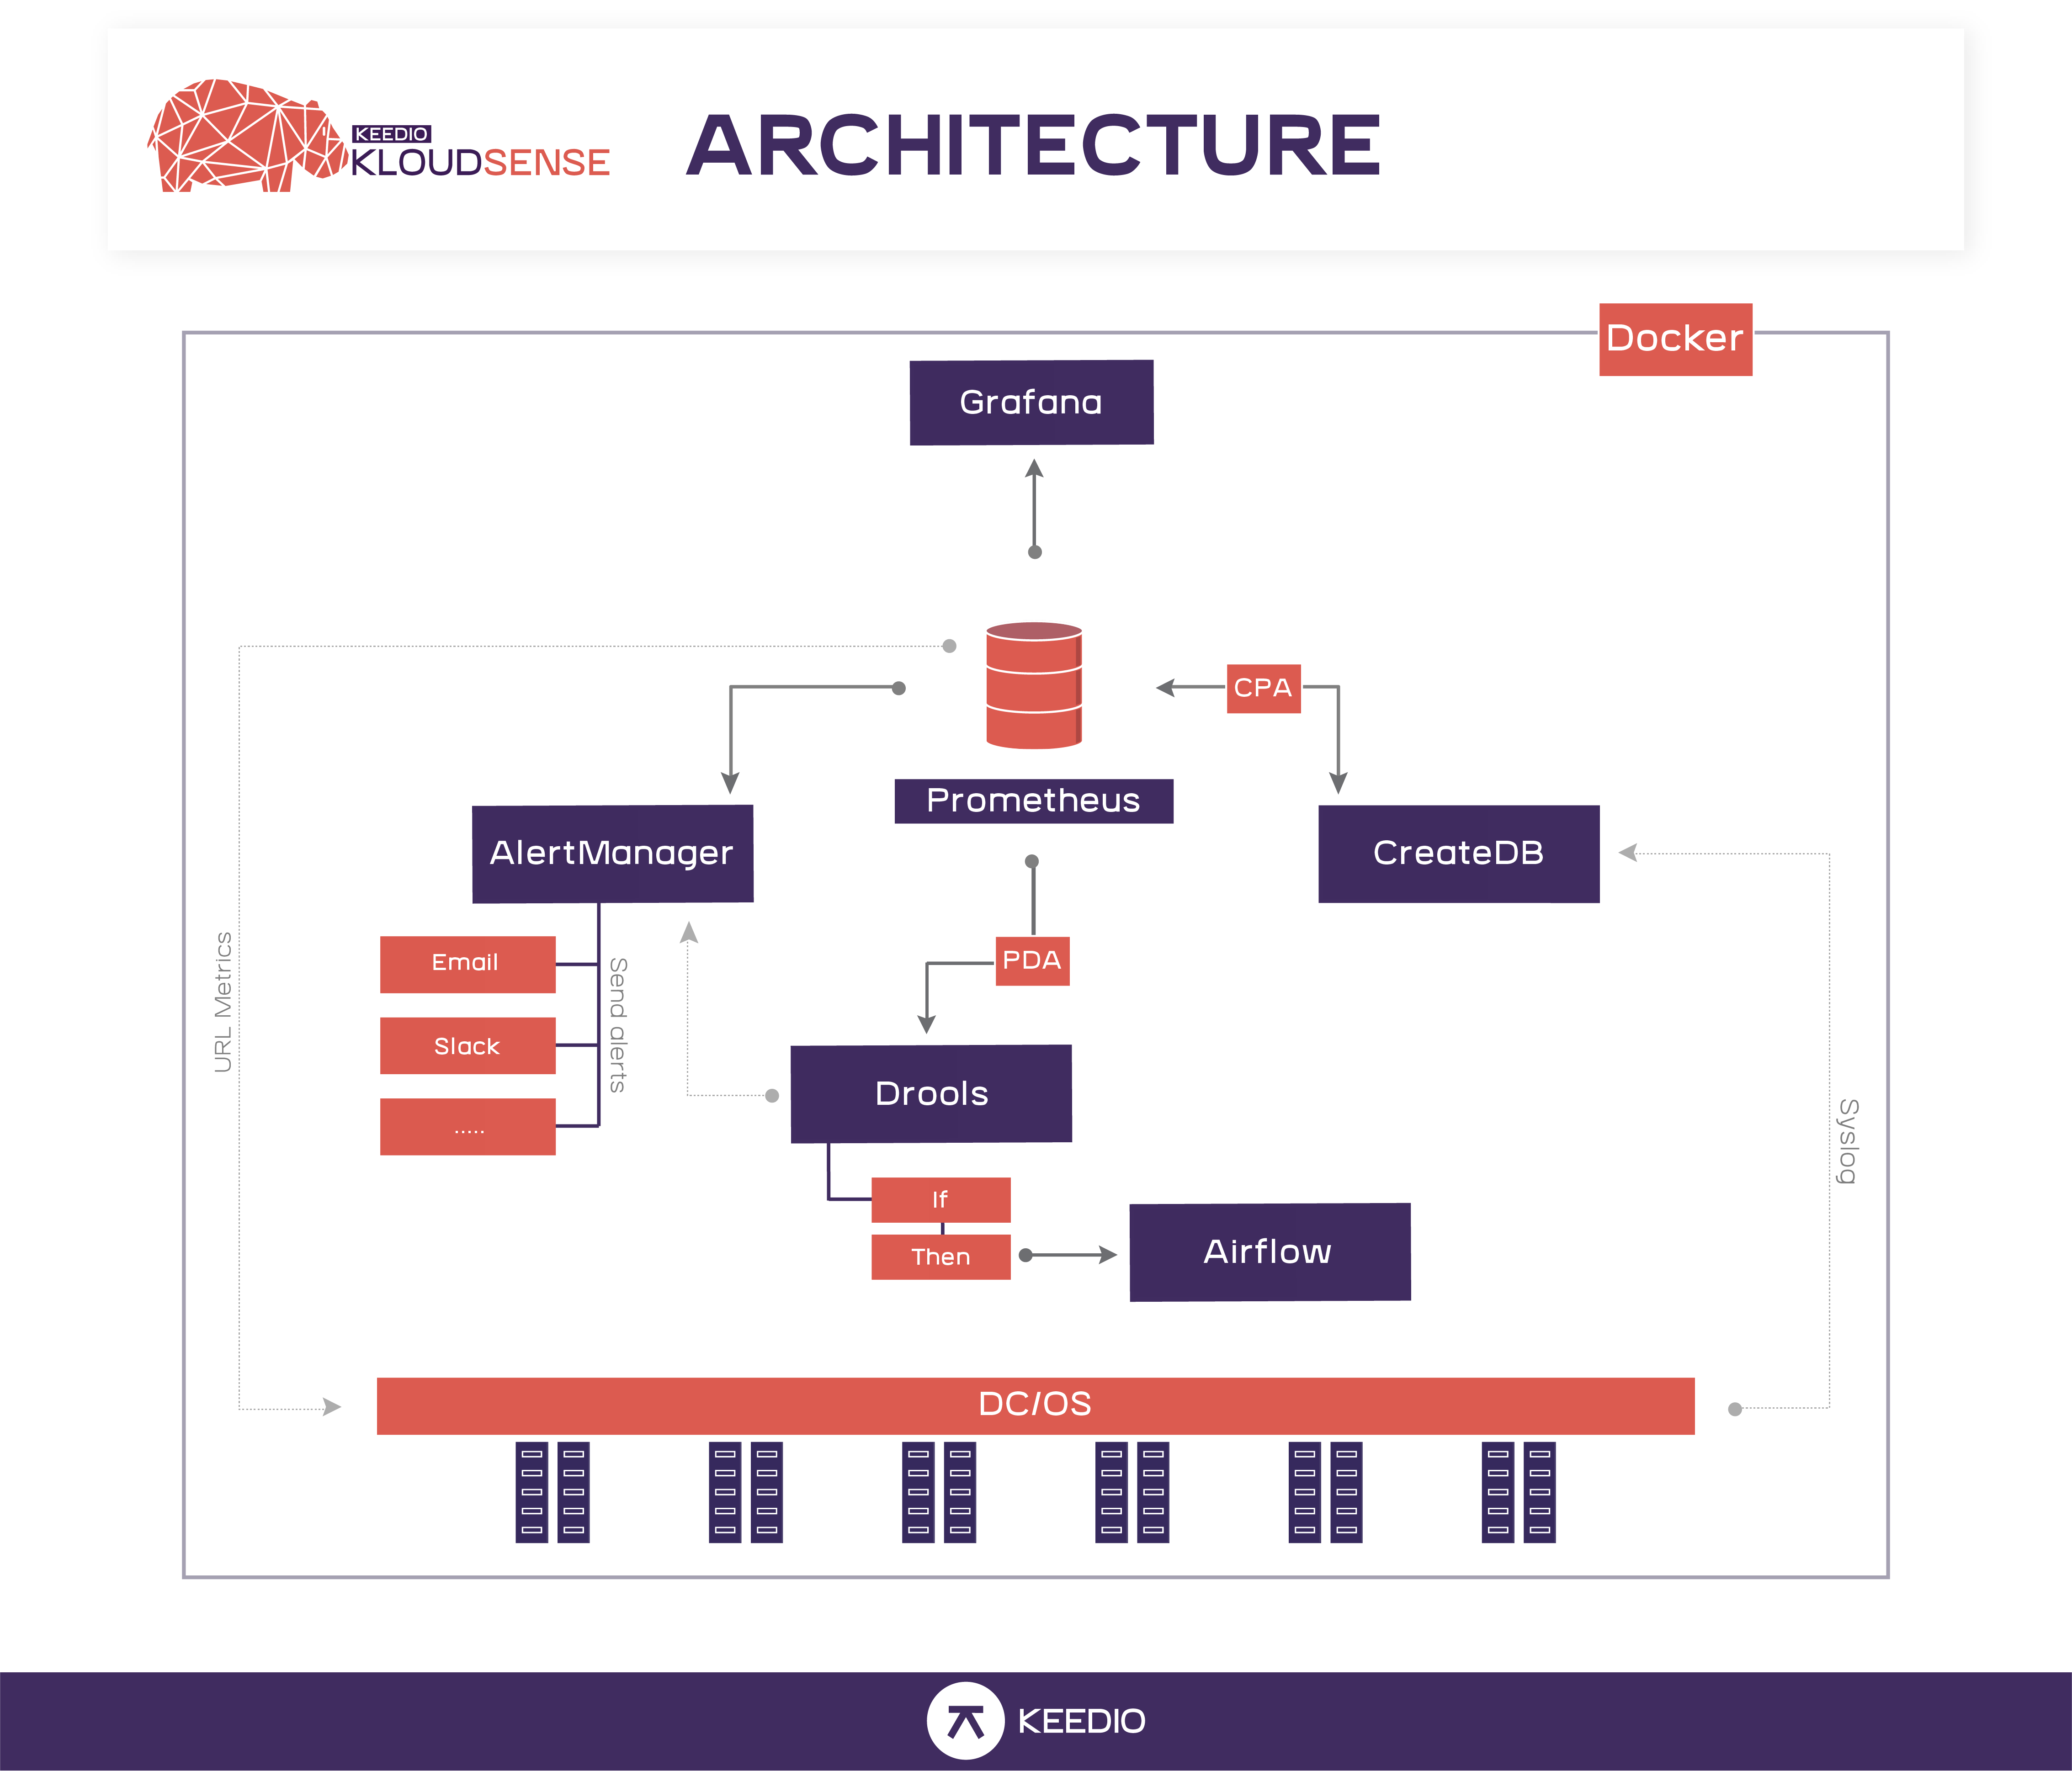 KEEDIO
KLOUDSENSE
ARCHITECTURE
Docker
Grafana
CPA
Prometheus
AlertManager
CreateDB
URL Metrics
Email
Send alerts
PDA
Slack
Drools
.....
Syslog
If
Then
Airflow
DC/OS
KEEDIO